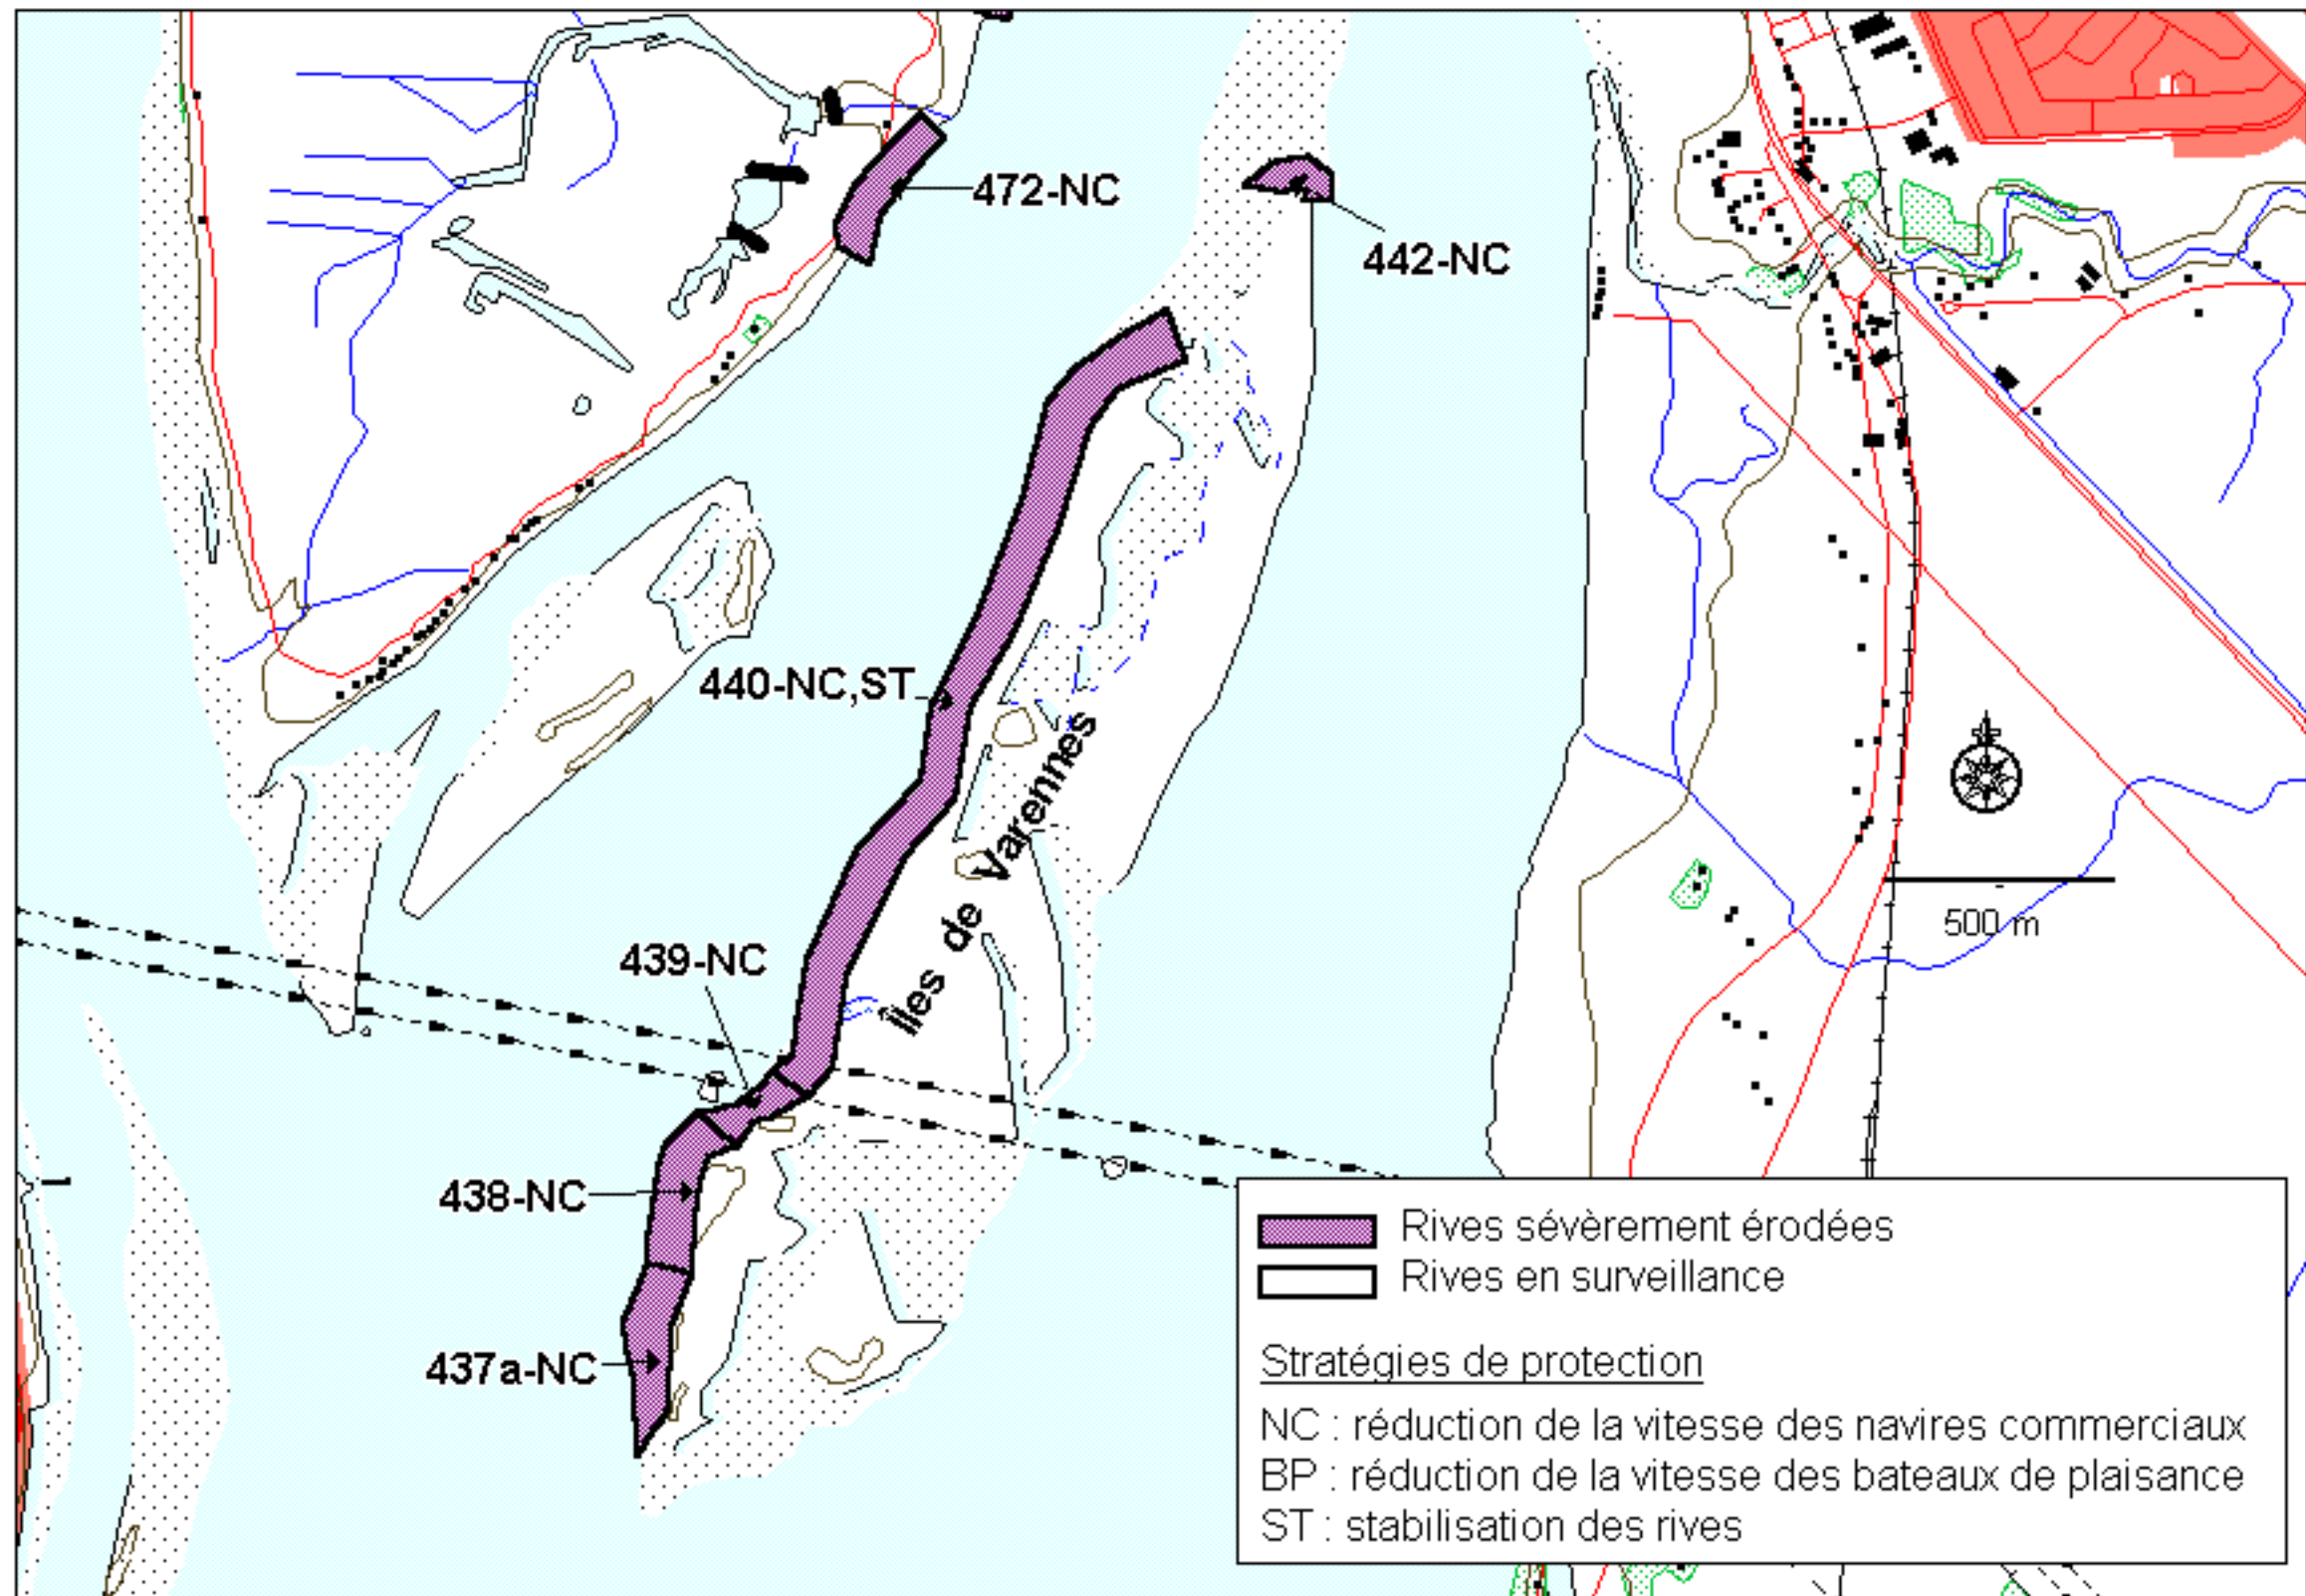 472-NC
442-NC
440-NC,ST
Îles de Varennes
500 m
439-NC
438-NC
437a-NC
Rives sévèrement érodées
Rives en surveillance
Stratégies de protection
NC : réduction de la vitesse des navires commerciaux
BP : réduction de la vitesse des bateaux de plaisance
ST : stabilisation des rives